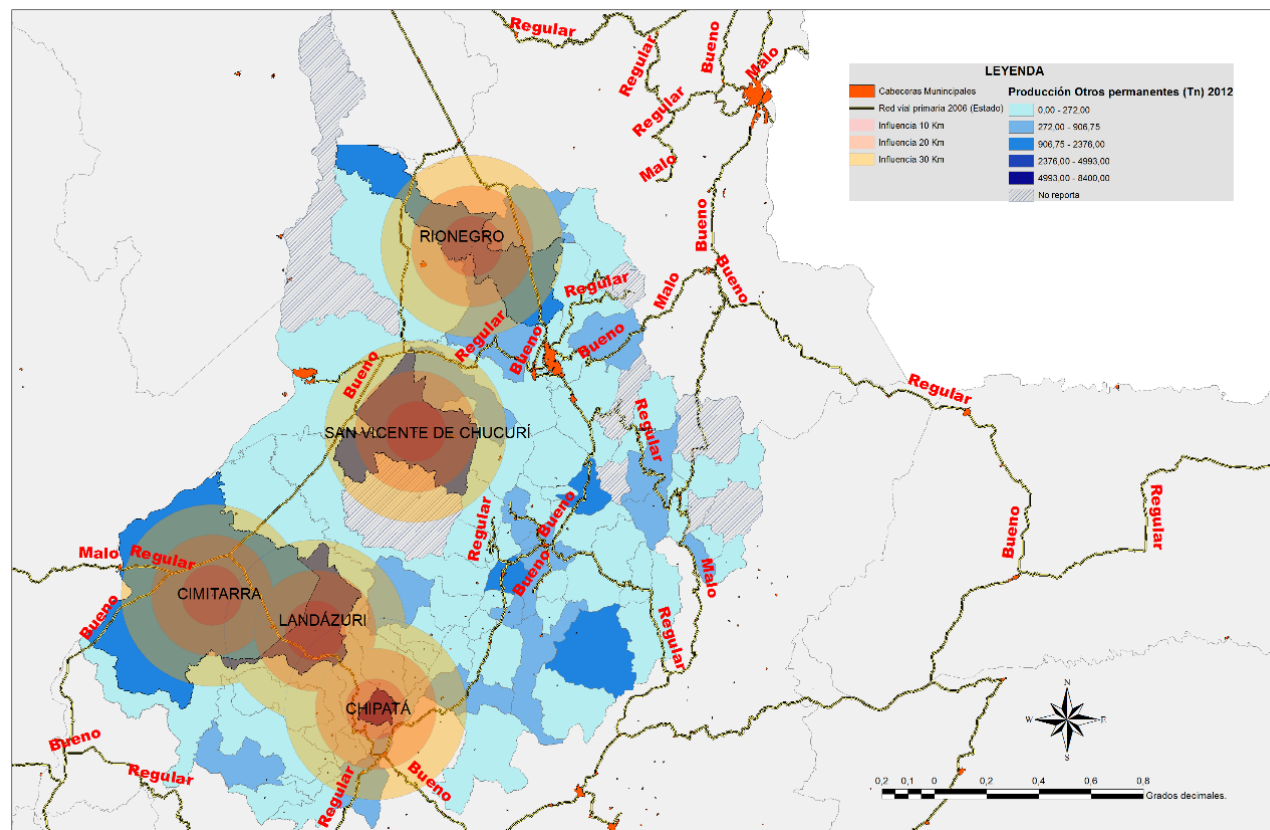 LEYENDA
Cabeceras Municipales
Red vial primaria 2006 (Estado)
Influencia 10 Km
Influencia 20 Km
Influencia 30 Km
Producción Otros permanentes (Tn) 2012
0,00 - 272,00
272,00 - 906,75
906,75 - 2376,00
2376,00 - 4993,00
4993,00 - 8400,00
No reporta
Regular
Regular
Bueno
Malo
Regular
Malo
Bueno
RIONEGRO
Bueno
Malo
Regular
Regular
Bueno
Bueno
Bueno
Regular
SAN VICENTE DE CHUCURÍ
Regular
Regular
Bueno
Bueno
Regular
Malo
Regular
Bueno
Malo
CIMITARRA
Bueno
LANDÁZURI
Regular
CHIPATÁ
Bueno
Regular
Regular
Bueno
N
W
E
S
0,2
0,1
0
0,2
0,4
0,6
0,8
Grados decimales.